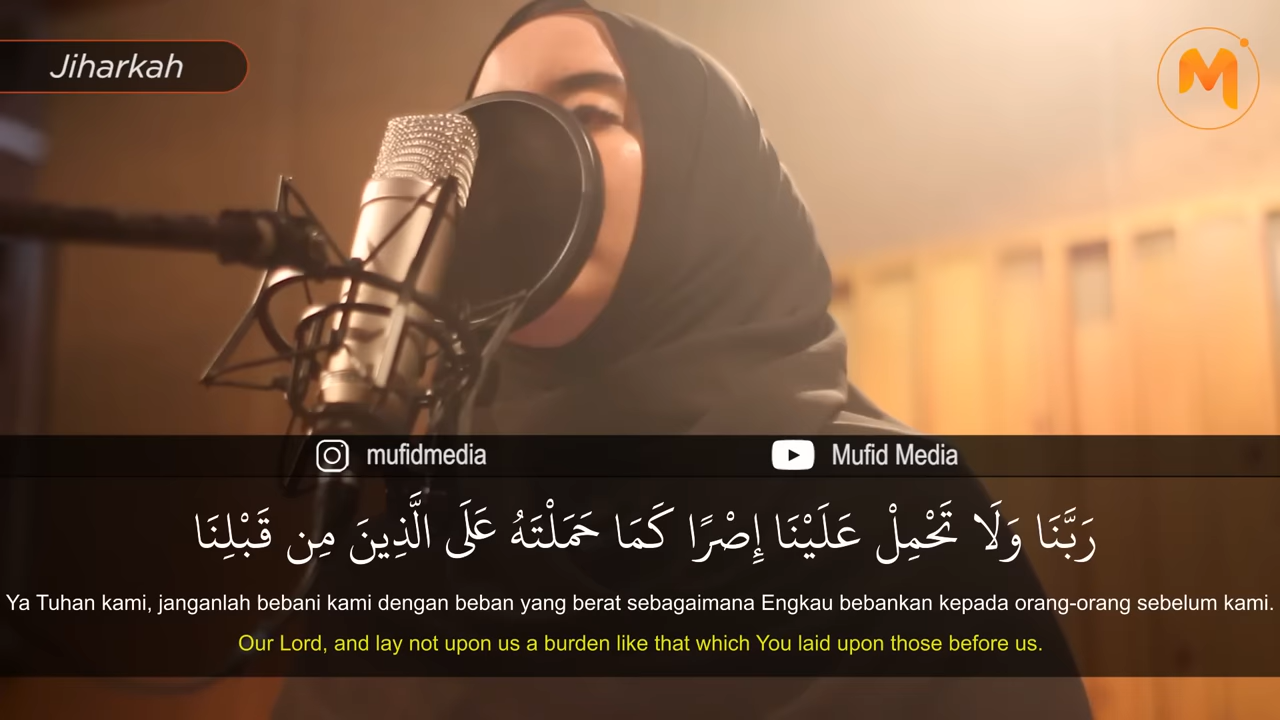 Jiharkah
M
mufidmedia
Mufid Media
رَبَّنَا وَلَا تَحْمِلْ عَلَيْنَا إِصْرًا كَمَا حَمَلْتَهُ عَلَى الَّذِينَ مِن قَبْلِنَا
Ya Tuhan kami, janganlah bebani kami dengan beban yang berat sebagaimana Engkau bebankan kepada orang-orang sebelum kami.
Our Lord, and lay not upon us a burden like that which You laid upon those before us.